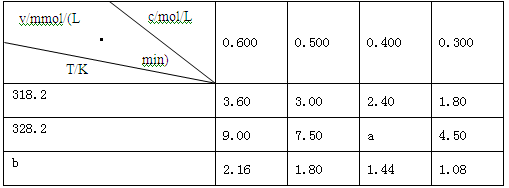 v/mmol/(L c/mol/L
·
min)
T/K
0.600 0.500 0.400 0.300
318.2 3.60 3.00 2.40 1.80
328.2 9.00 7.50 a 4.50
b 2.16 1.80 1.44 1.08